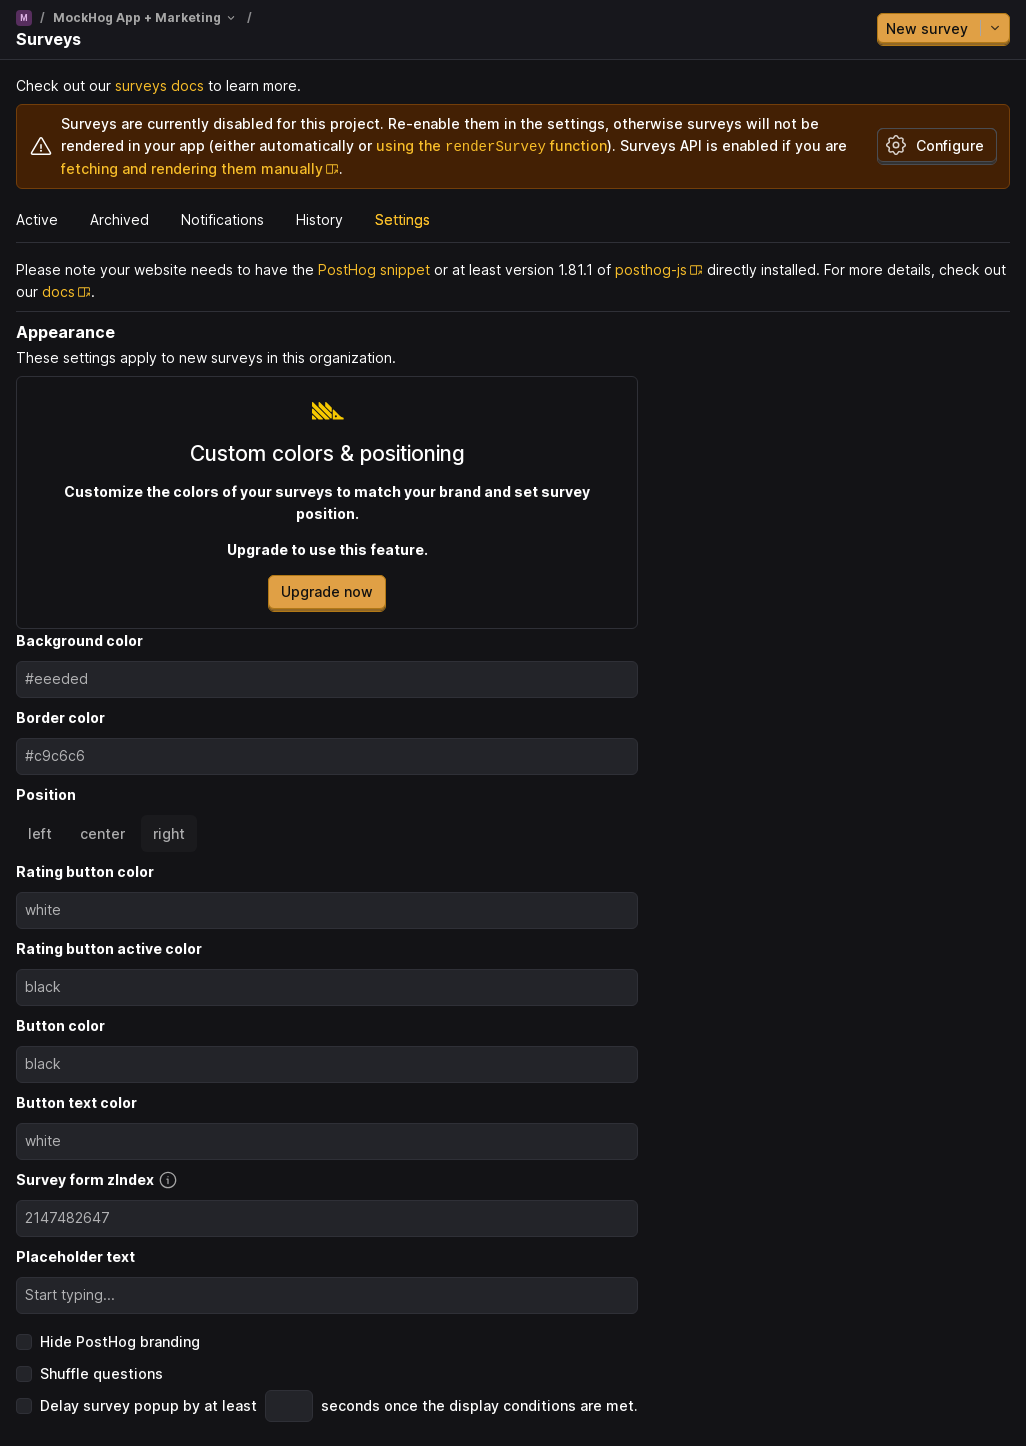 M / MockHog App + Marketing /
Surveys
New survey
Check out our surveys docs to learn more.
Surveys are currently disabled for this project. Re-enable them in the settings, otherwise surveys will not be
rendered in your app (either automatically or using the renderSurvey function). Surveys API is enabled if you are
fetching and rendering them manually.
Configure
Active Archived Notifications History Settings
Please note your website needs to have the PostHog snippet or at least version 1.81.1 of posthog-js directly installed. For more details, check out
our docs.
Appearance
These settings apply to new surveys in this organization.
Custom colors & positioning
Customize the colors of your surveys to match your brand and set survey
position.
Upgrade to use this feature.
Upgrade now
Background color
#eeeded
Border color
#c9c6c6
Position
left center right
Rating button color
white
Rating button active color
black
Button color
black
Button text color
white
Survey form zIndex
2147482647
Placeholder text
Start typing...
Hide PostHog branding
Shuffle questions
Delay survey popup by at least seconds once the display conditions are met.